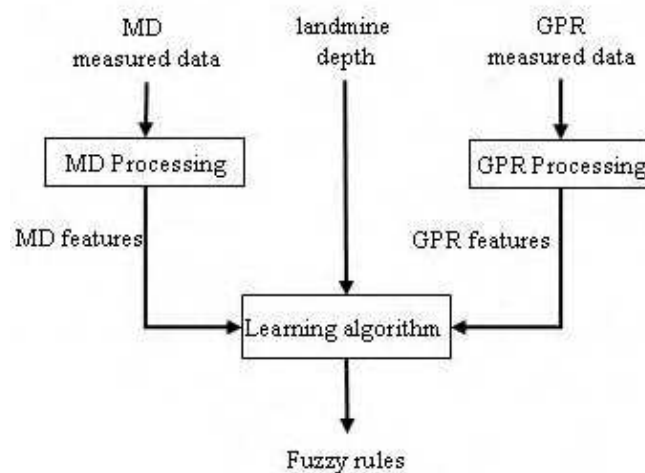 MD
measured data
landmine
depth
GPR
measured data
MD Processing
GPR Processing
MD features
GPR features
Learning algorithm
Fuzzy rules